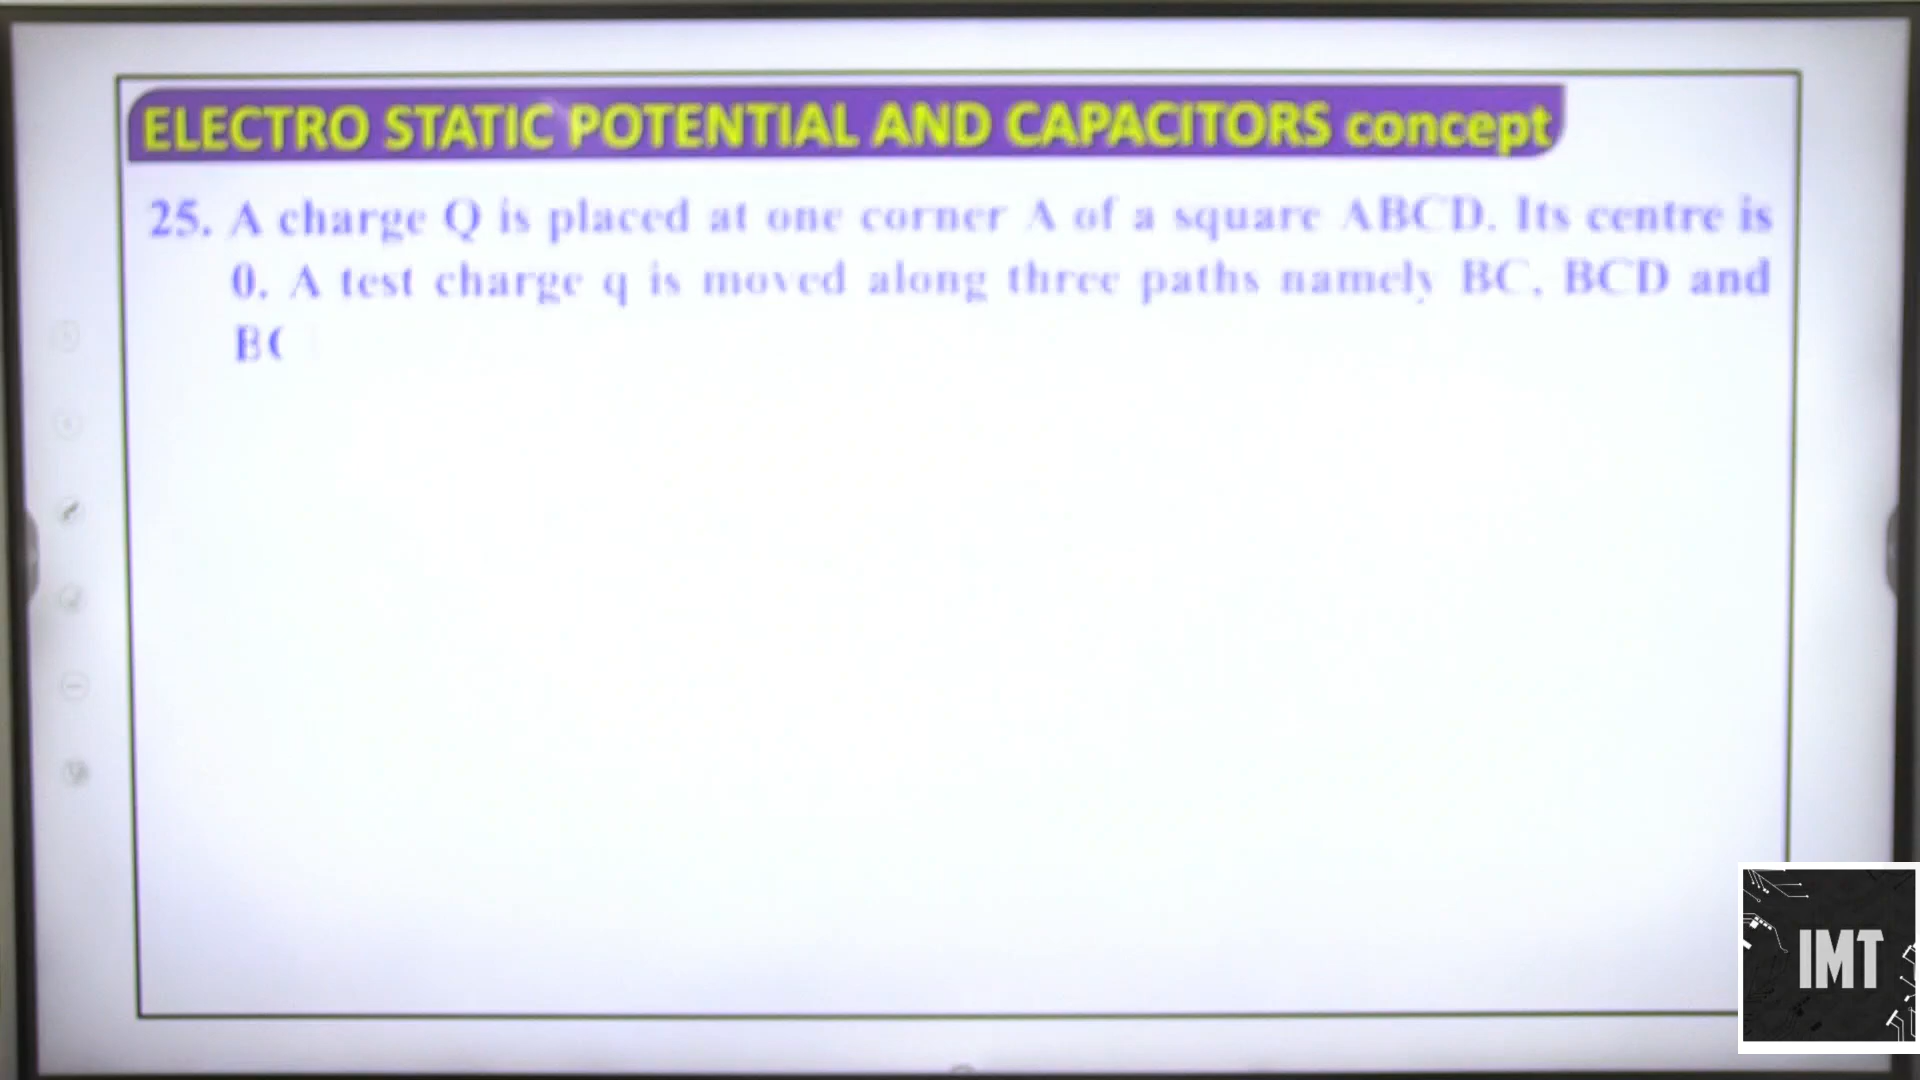 ELECTRO STATIC POTENTIAL AND CAPACITORS concept
25. A charge Q is placed at one corner A of a square ABCD. Its centre is
0. A test charge q is moved along three paths namely BC, BCD and
IMT